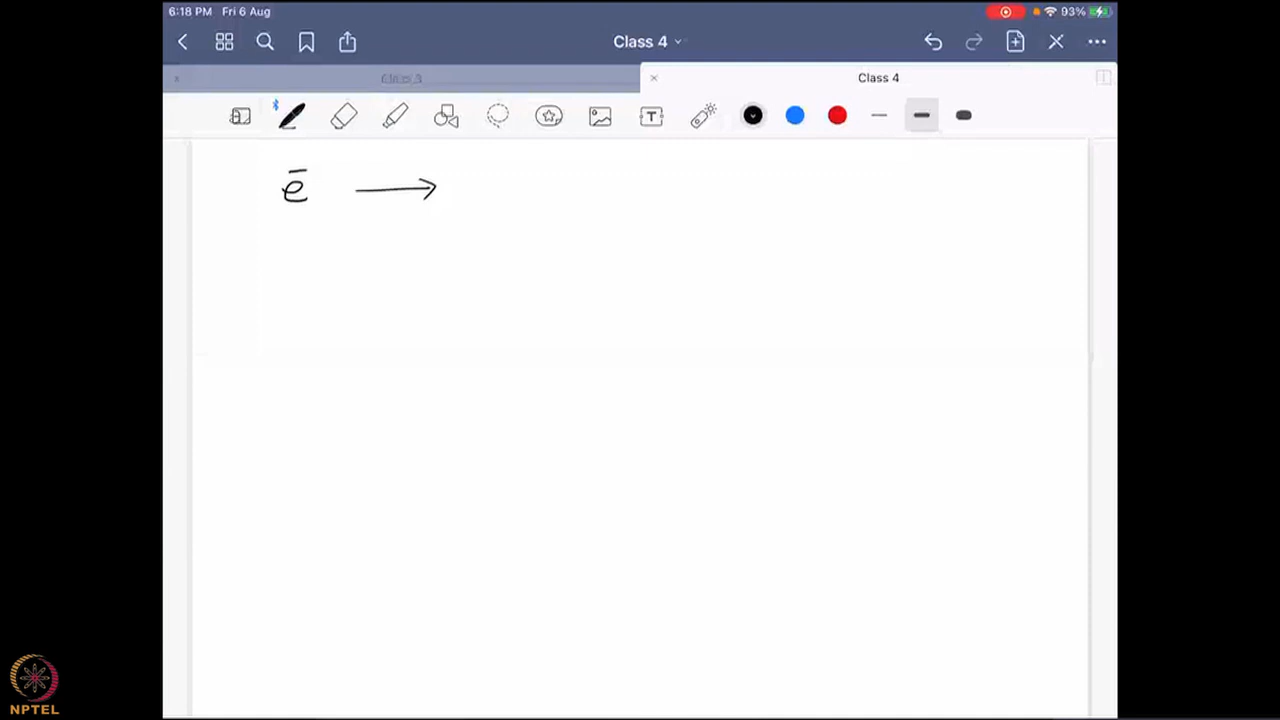 6:18 PM Fri 6 Aug 93%
Class 4
Class 3 Class 4
T
ē →
NPTEL